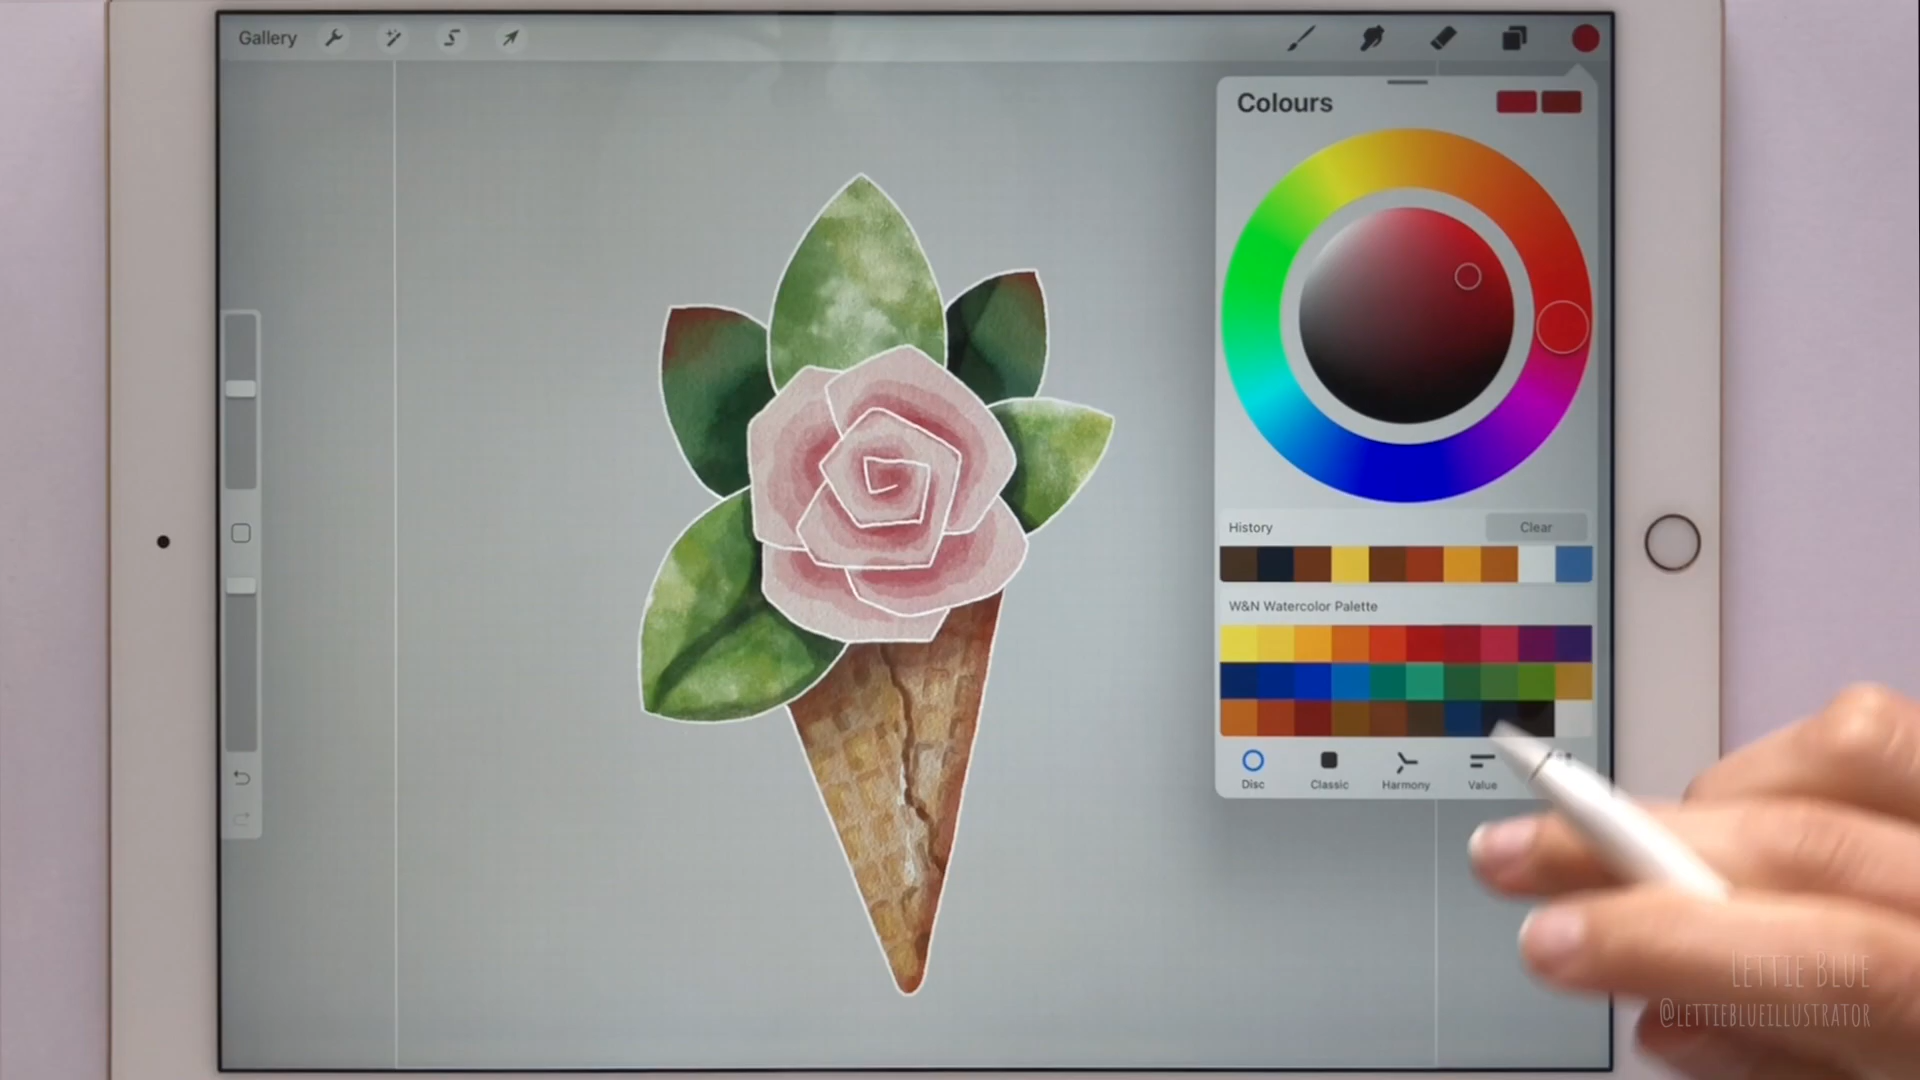 Gallery
Colours
History
Clear
W&N Watercolor Palette
Disc
Classic
Harmony
Value
LETTIE BLUE
@LETTIEBLUEILLUSTRATOR